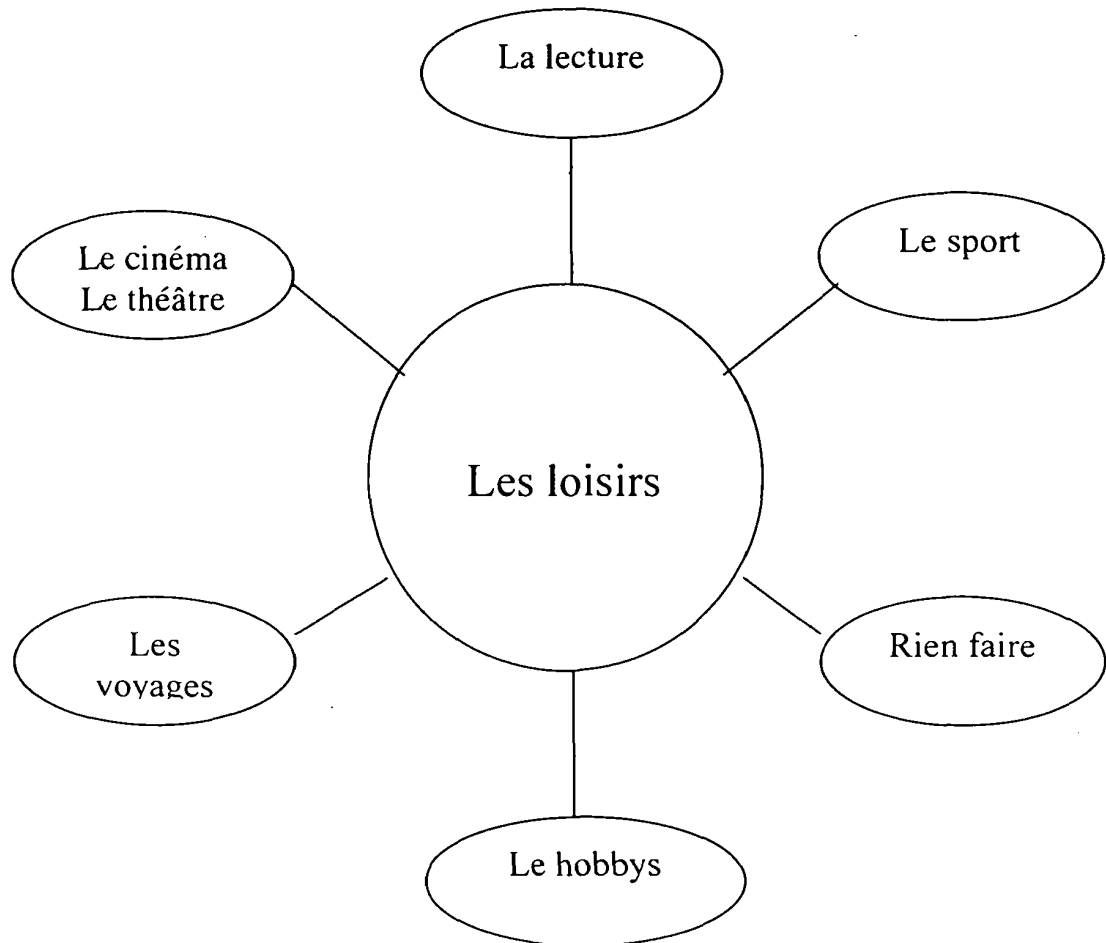 La lecture
Le cinéma
Le théâtre
Le sport
Les loisirs
Les
voyages
Rien faire
Le hobbys